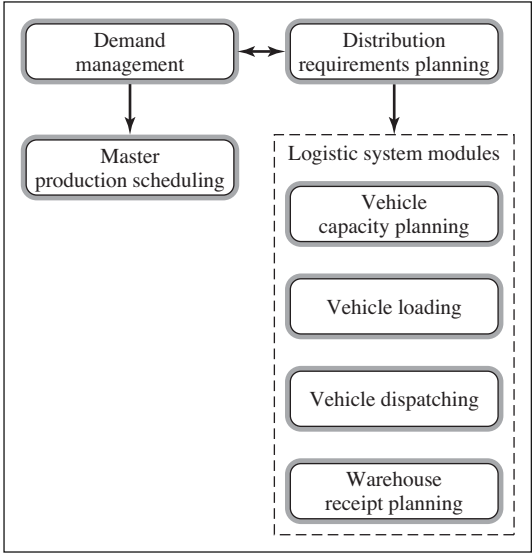 Demand
management
Distribution
requirements planning
Master
production scheduling
Logistic system modules
Vehicle
capacity planning
Vehicle loading
Vehicle dispatching
Warehouse
receipt planning